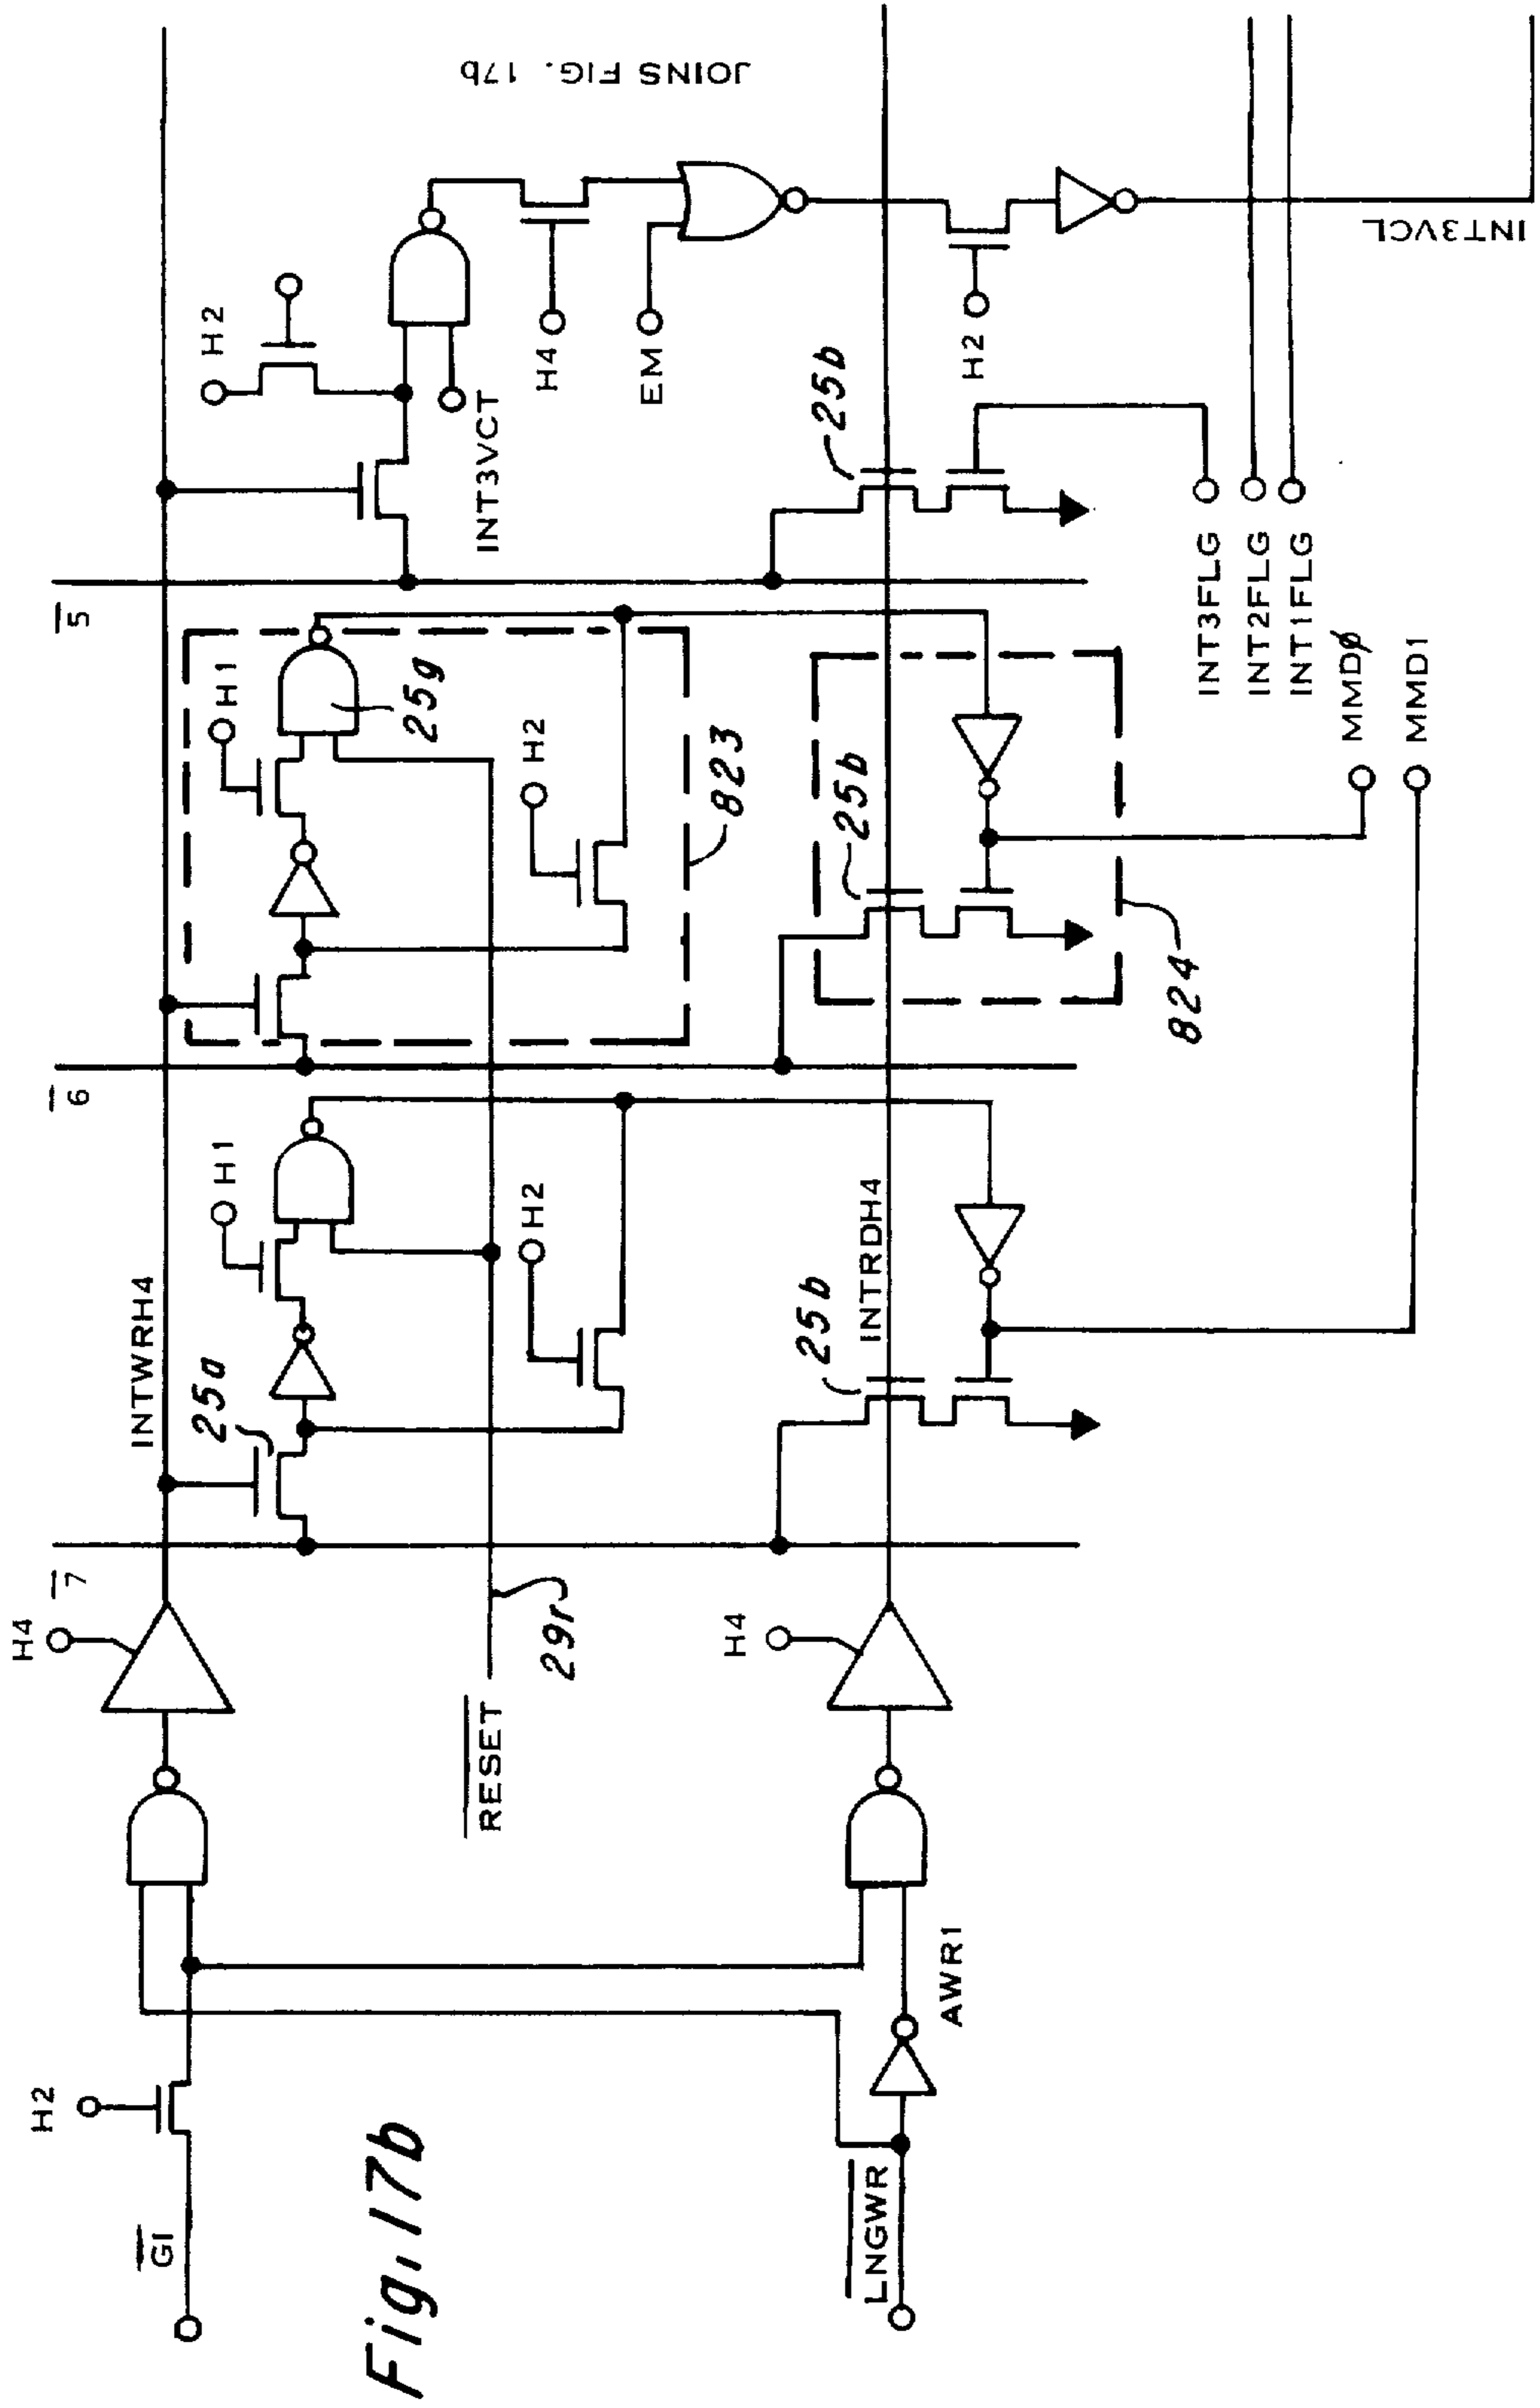 H2
G1
Fig. 17b
LNGWR
AWR1
H4
RESET
29r
H4
7
INTWRH4
25a
H1
H2
INTRDH4
25b
6
H1
25g
H2
823
25b
824
5
H2
INT3VCT
H4
EM
25b
H2
INT3FLG
INT2FLG
INT1FLG
MMDØ
MMD1
INT3VCL
JOINS FIG. 17b